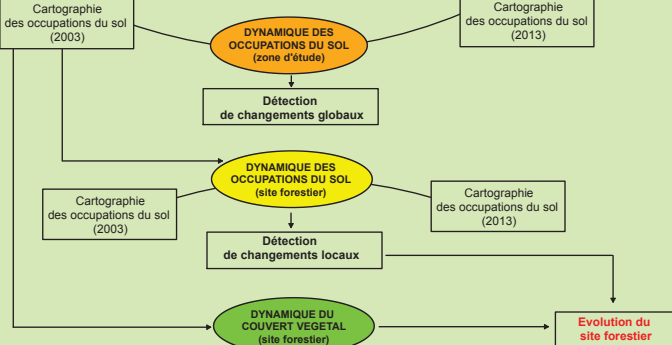 Cartographie
des occupations du sol
(2003)
DYNAMIQUE DES
OCCUPATIONS DU SOL
(zone d'étude)
Cartographie
des occupations du sol
(2013)
Détection
de changements globaux
DYNAMIQUE DES
OCCUPATIONS DU SOL
(site forestier)
Cartographie
des occupations du sol
(2003)
Cartographie
des occupations du sol
(2013)
Détection
de changements locaux
DYNAMIQUE DU
COUVERT VEGETAL
(site forestier)
Evolution du
site forestier